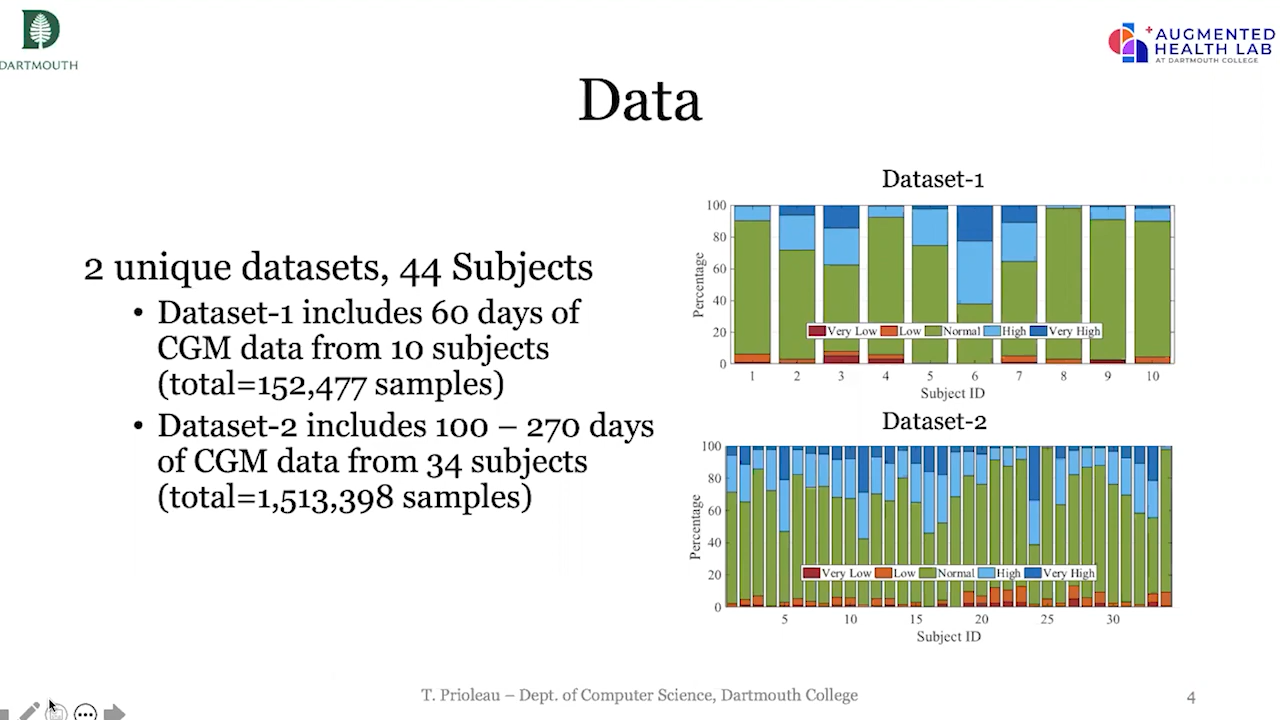 DARTMOUTH
AUGMENTED
HEALTH LAB
AT DARTMOUTH COLLEGE
Data
2 unique datasets, 44 Subjects
• Dataset-1 includes 60 days of
CGM data from 10 subjects
(total=152,477 samples)
• Dataset-2 includes 100 – 270 days
of CGM data from 34 subjects
(total=1,513,398 samples)
Dataset-1
100
80
60
40
20
0
Percentage
Very Low Low Normal High Very High
1 2 3 4 5 6 7 8 9 10
Subject ID
Dataset-2
100
80
60
40
20
0
Percentage
Very Low Low Normal High Very High
5 10 15 20 25 30
Subject ID
T. Prioleau – Dept. of Computer Science, Dartmouth College
4